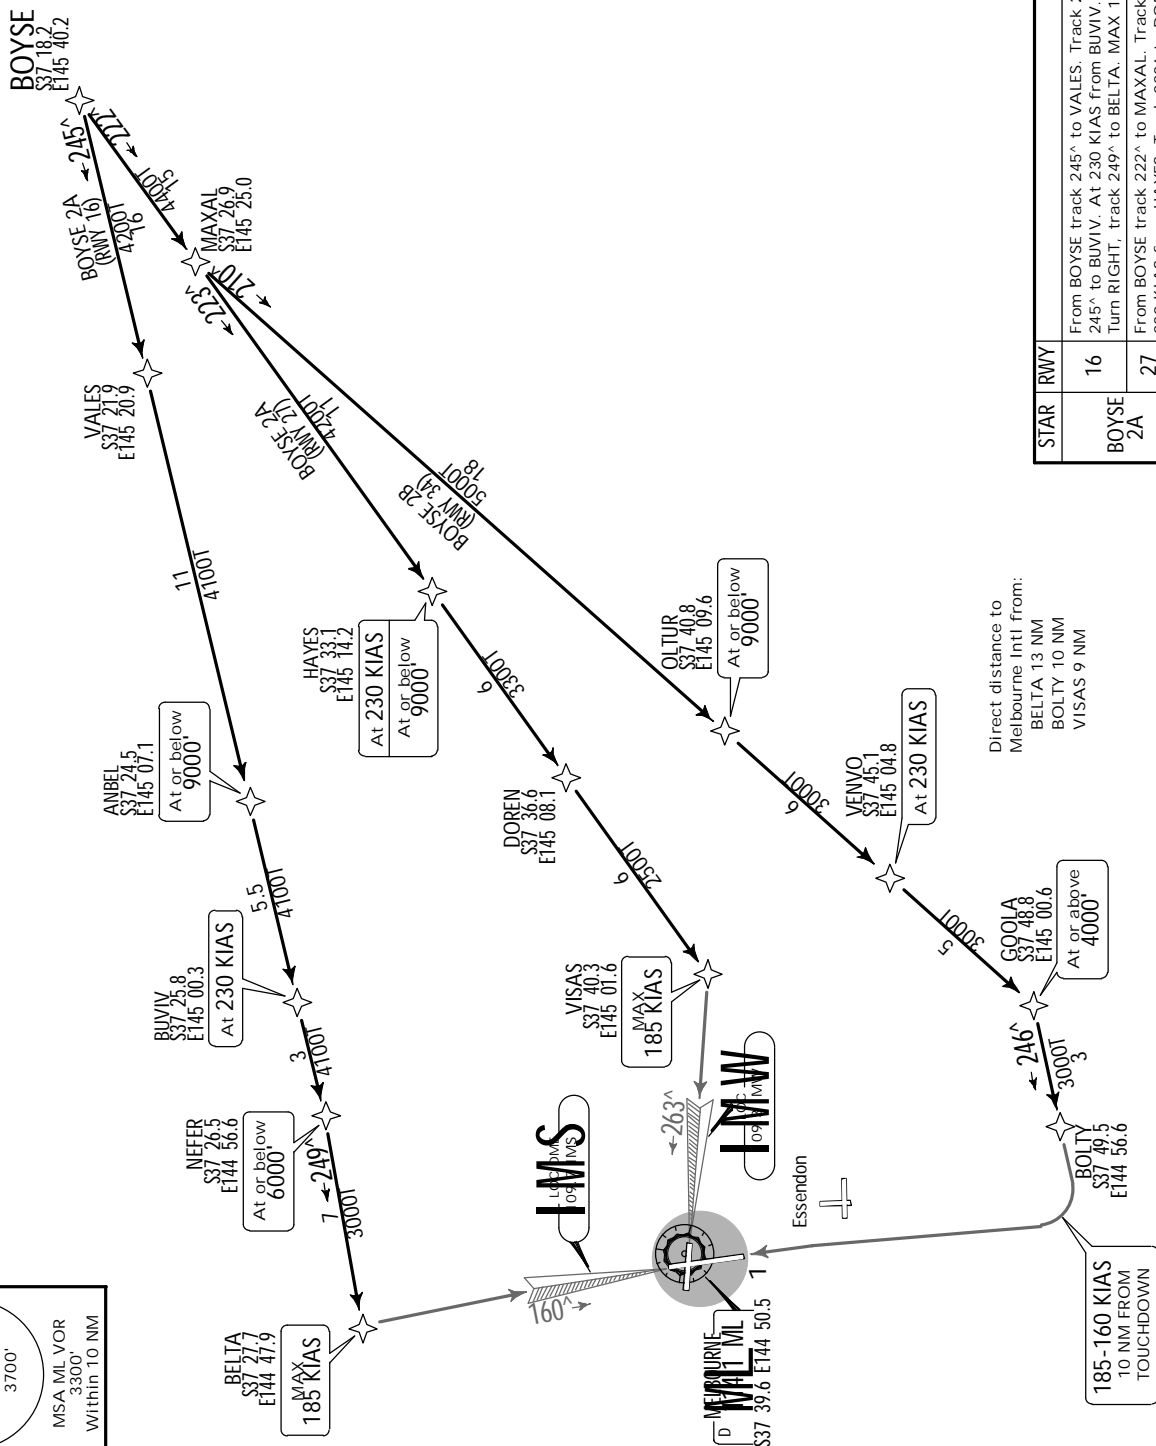 BOYSE
S37 18.2
E145 40.2
245^
222^
BOYSE 2A
(RWY 16)
4200T
16
4400T
15
MAXAL
S37 26.9
E145 25.0
223^
210^
VALES
S37 21.9
E145 20.9
11
4100T
BOYSE 2A
(RWY 27)
4200T
11
BOYSE 2B
(RWY 34)
5000T
18
ANBEL
S37 24.5
E145 07.1
At or below
9000'
5.5
4100T
BUVIV
S37 25.8
E145 00.3
At 230 KIAS
3
4100T
NEFER
S37 26.5
E144 56.6
At or below
6000'
249^
7
3000T
BELTA
S37 27.7
E144 47.9
MAX
185 KIAS
160^
HAYES
S37 33.1
E145 14.2
At 230 KIAS
At or below
9000'
6
3300T
DOREN
S37 36.6
E145 08.1
6
2500T
VISAS
S37 40.3
E145 01.6
MAX
185 KIAS
263^
IMS
IMW
OLTUR
S37 40.8
E145 09.6
At or below
9000'
6
3000T
VENVO
S37 45.1
E145 04.8
At 230 KIAS
5
3000T
GOOLA
S37 48.8
E145 00.6
At or above
4000'
246^
3000T
3
BOLTY
S37 49.5
E144 56.6
185-160 KIAS
10 NM FROM
TOUCHDOWN
Essendon
MELBOURNE
D
ML
S37 39.6 E144 50.5
1
Direct distance to
Melbourne Intl from:
BELTA 13 NM
BOLTY 10 NM
VISAS 9 NM
3700'
MSA ML VOR
3300'
Within 10 NM
STAR RWY
BOYSE
2A
16
From BOYSE track 245^ to VALES. Track
245^ to BUVIV. At 230 KIAS from BUVIV.
Turn RIGHT, track 249^ to BELTA. MAX 1
27
From BOYSE track 222^ to MAXAL. Track